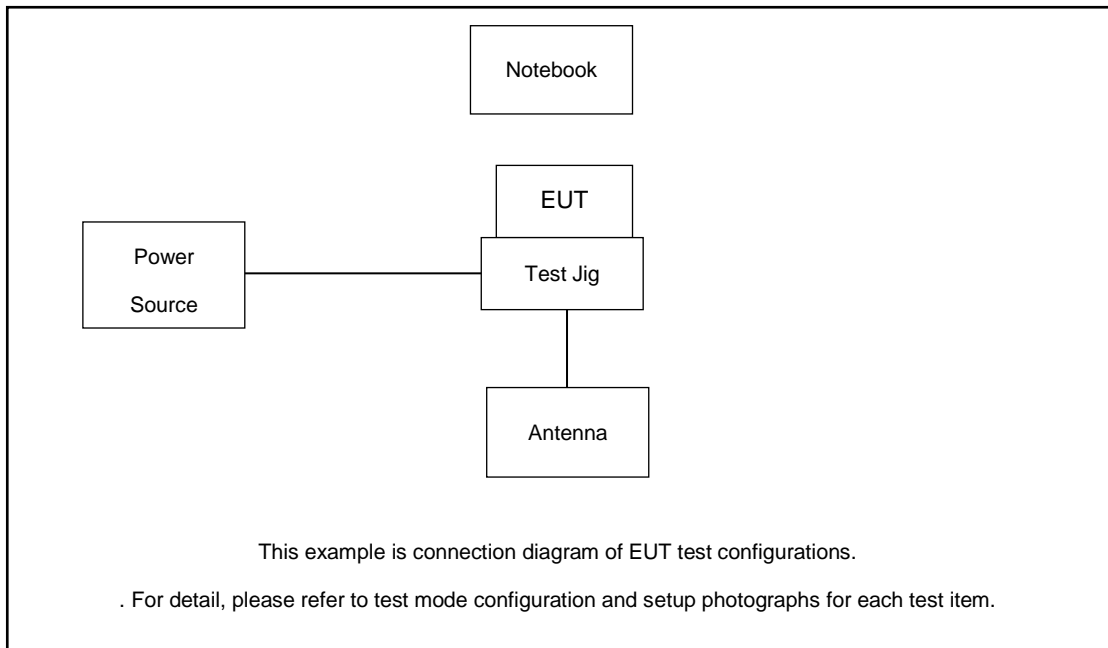 Notebook
EUT
Power
Source
Test Jig
Antenna
This example is connection diagram of EUT test configurations.
. For detail, please refer to test mode configuration and setup photographs for each test item.